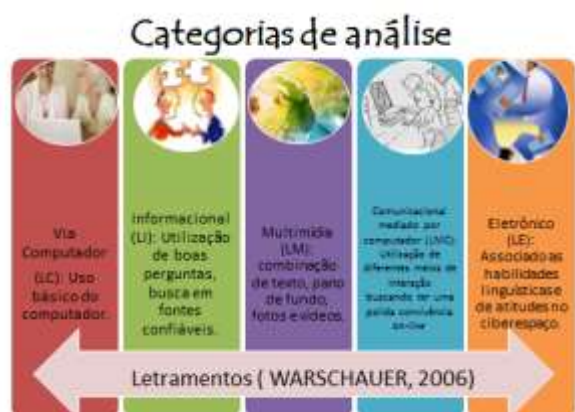 Categorias de análise
Via
Computador
(LC): Uso
básico do
computador.
Informacional
(LI): Utilização
de boas
perguntas,
busca em
fontes
confiáveis.
Multimídia
(LM):
combinação
de texto, pano
de fundo,
fotos e vídeos.
Comunicacional
mediado por
computador (LMC):
Utilização de
diferentes meios de
interação
buscando ter uma
polida convivência
on-line
Eletrônico
(LE):
Associado as
habilidades
linguísticas e
de atitudes no
ciberespaço.
Letramentos ( WARSCHAUER, 2006)